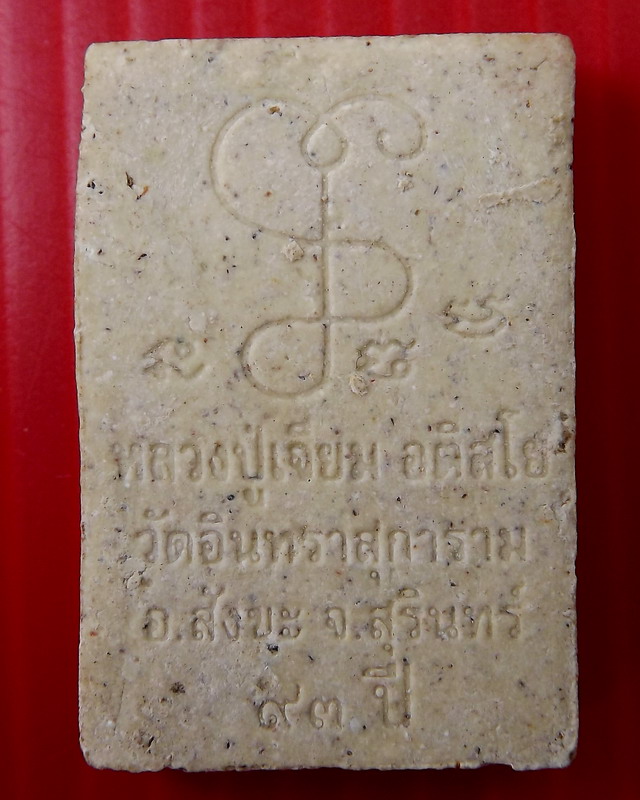 หลวงปู่เจียม อติสโย
วัดอินทราสุการาม
อ.สังขะ จ.สุรินทร์
๙๓ ปี